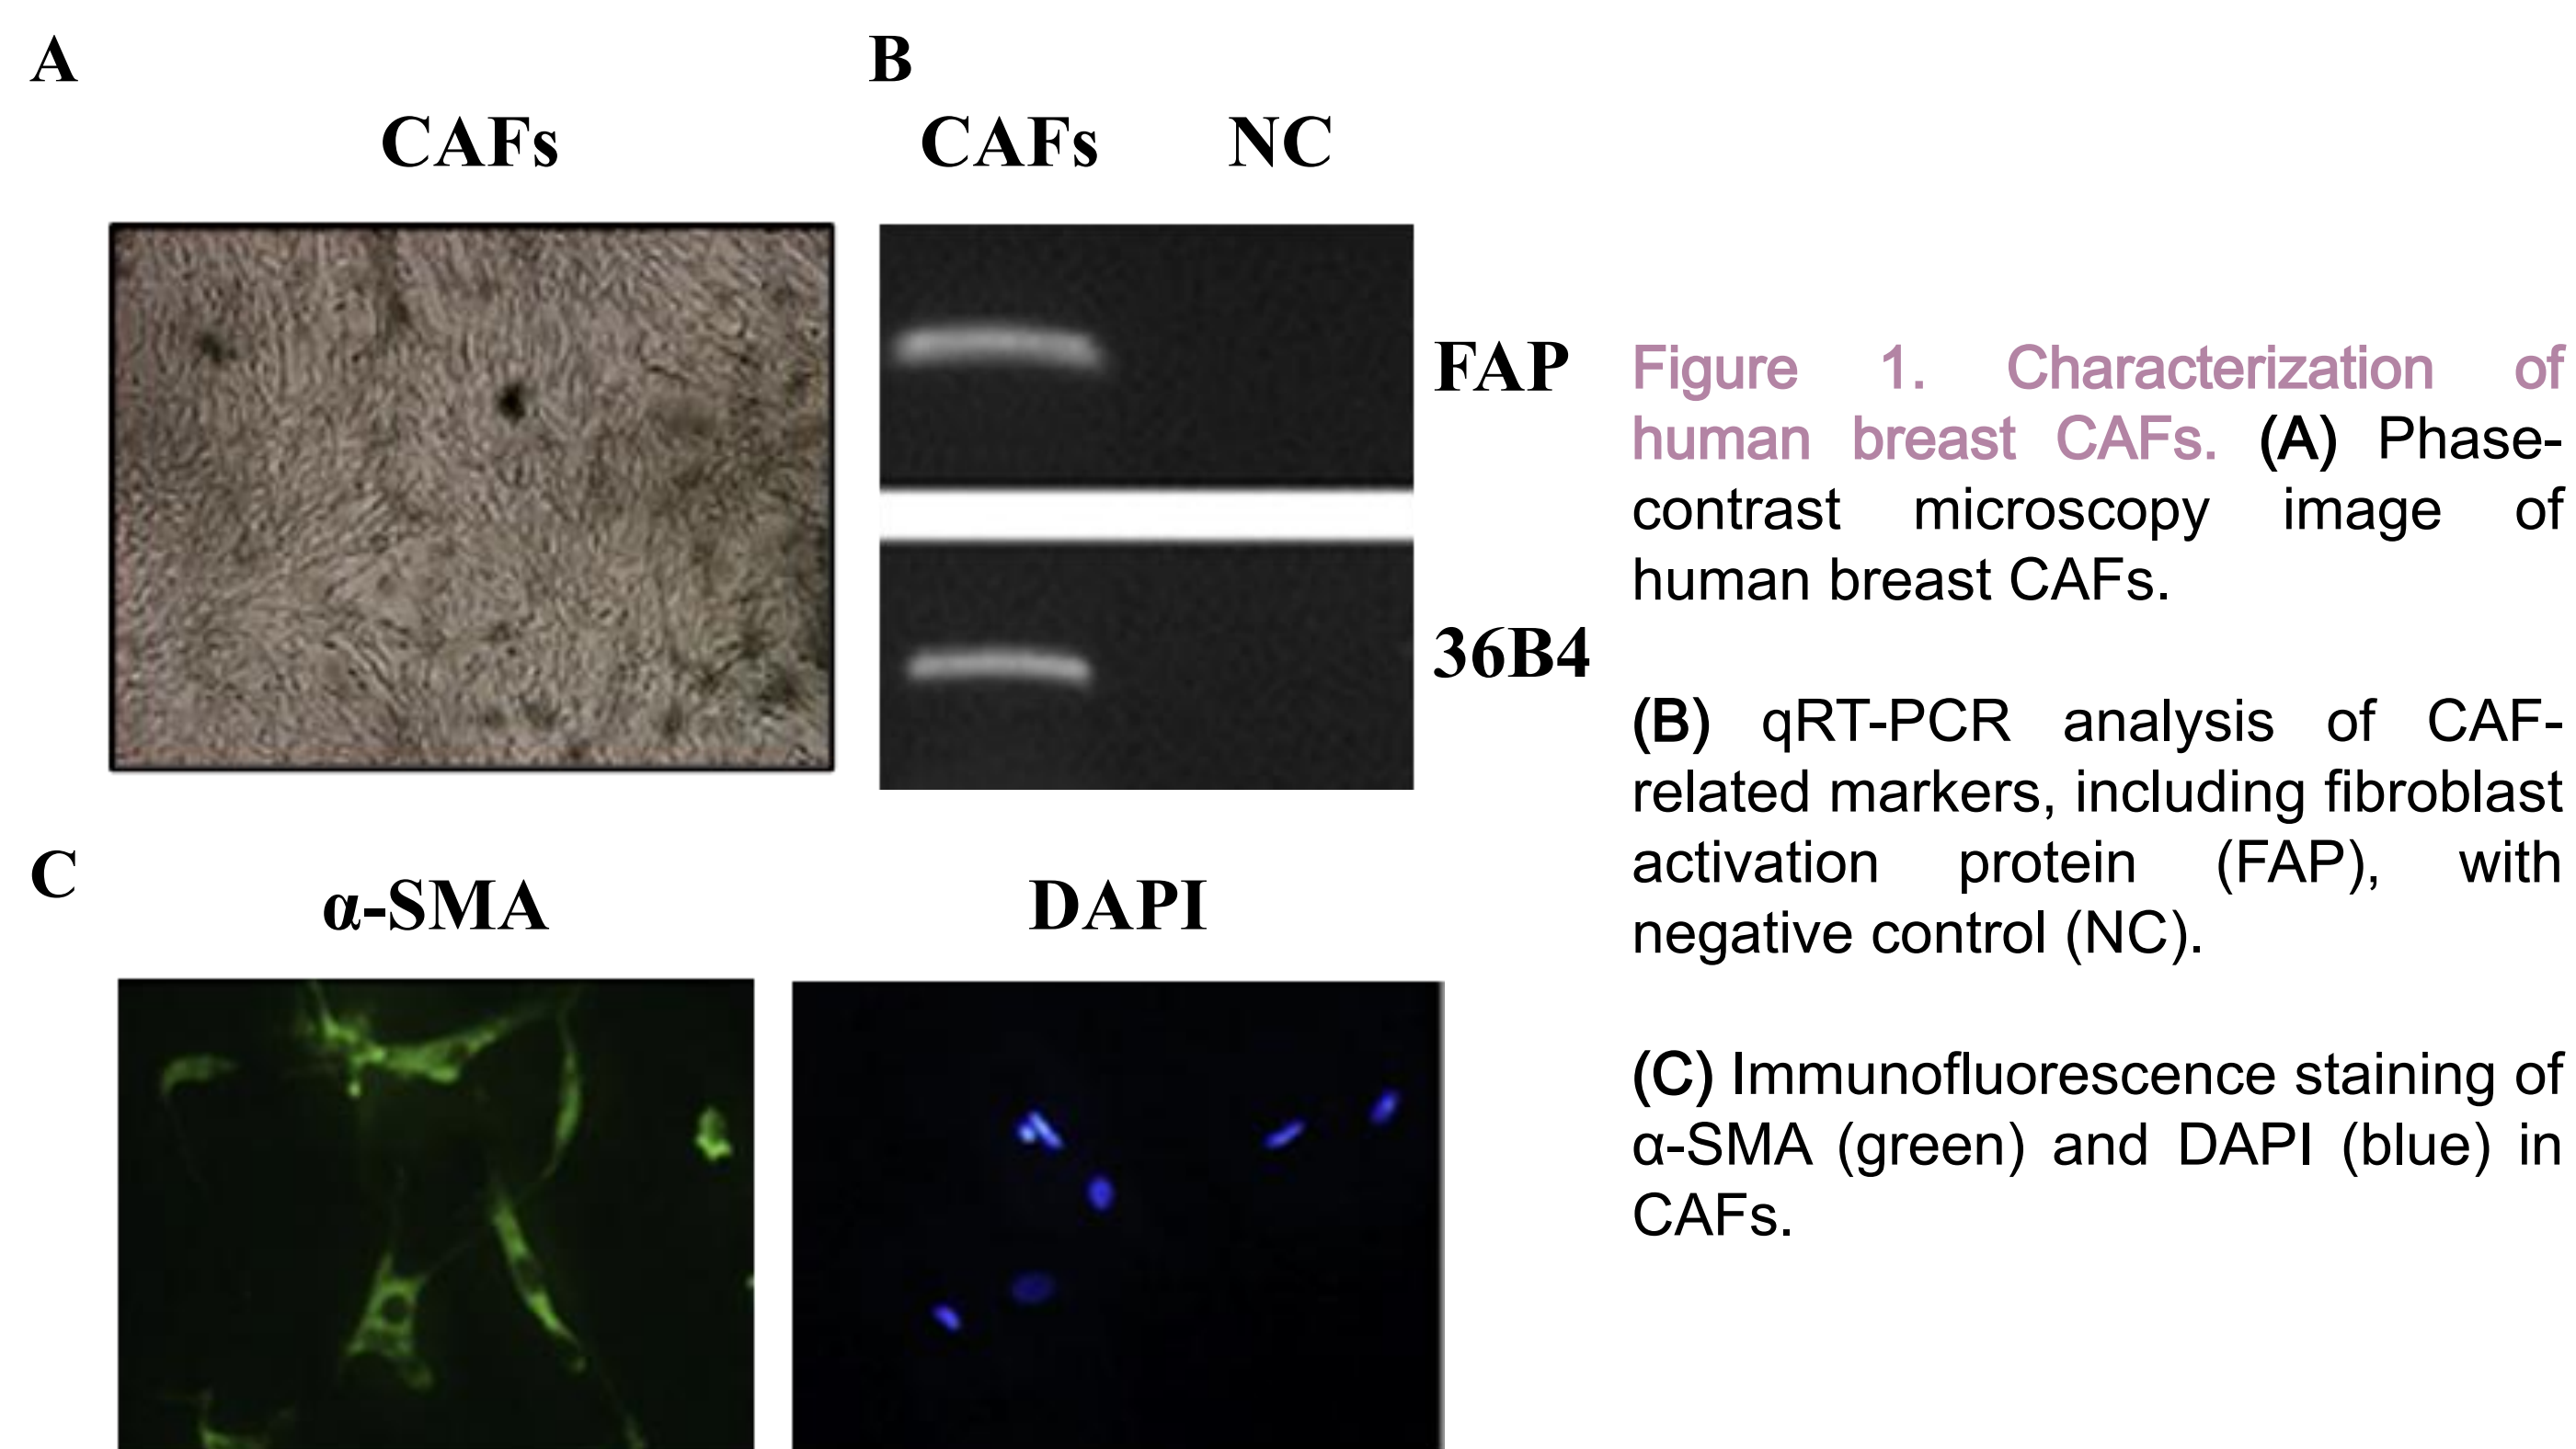 A
B
CAFs
CAFs NC
FAP
36B4
C
α-SMA
DAPI
Figure 1. Characterization of
human breast CAFs. (A) Phase-
contrast microscopy image of
human breast CAFs.
(B) qRT-PCR analysis of CAF-
related markers, including fibroblast
activation protein (FAP), with
negative control (NC).
(C) Immunofluorescence staining of
α-SMA (green) and DAPI (blue) in
CAFs.